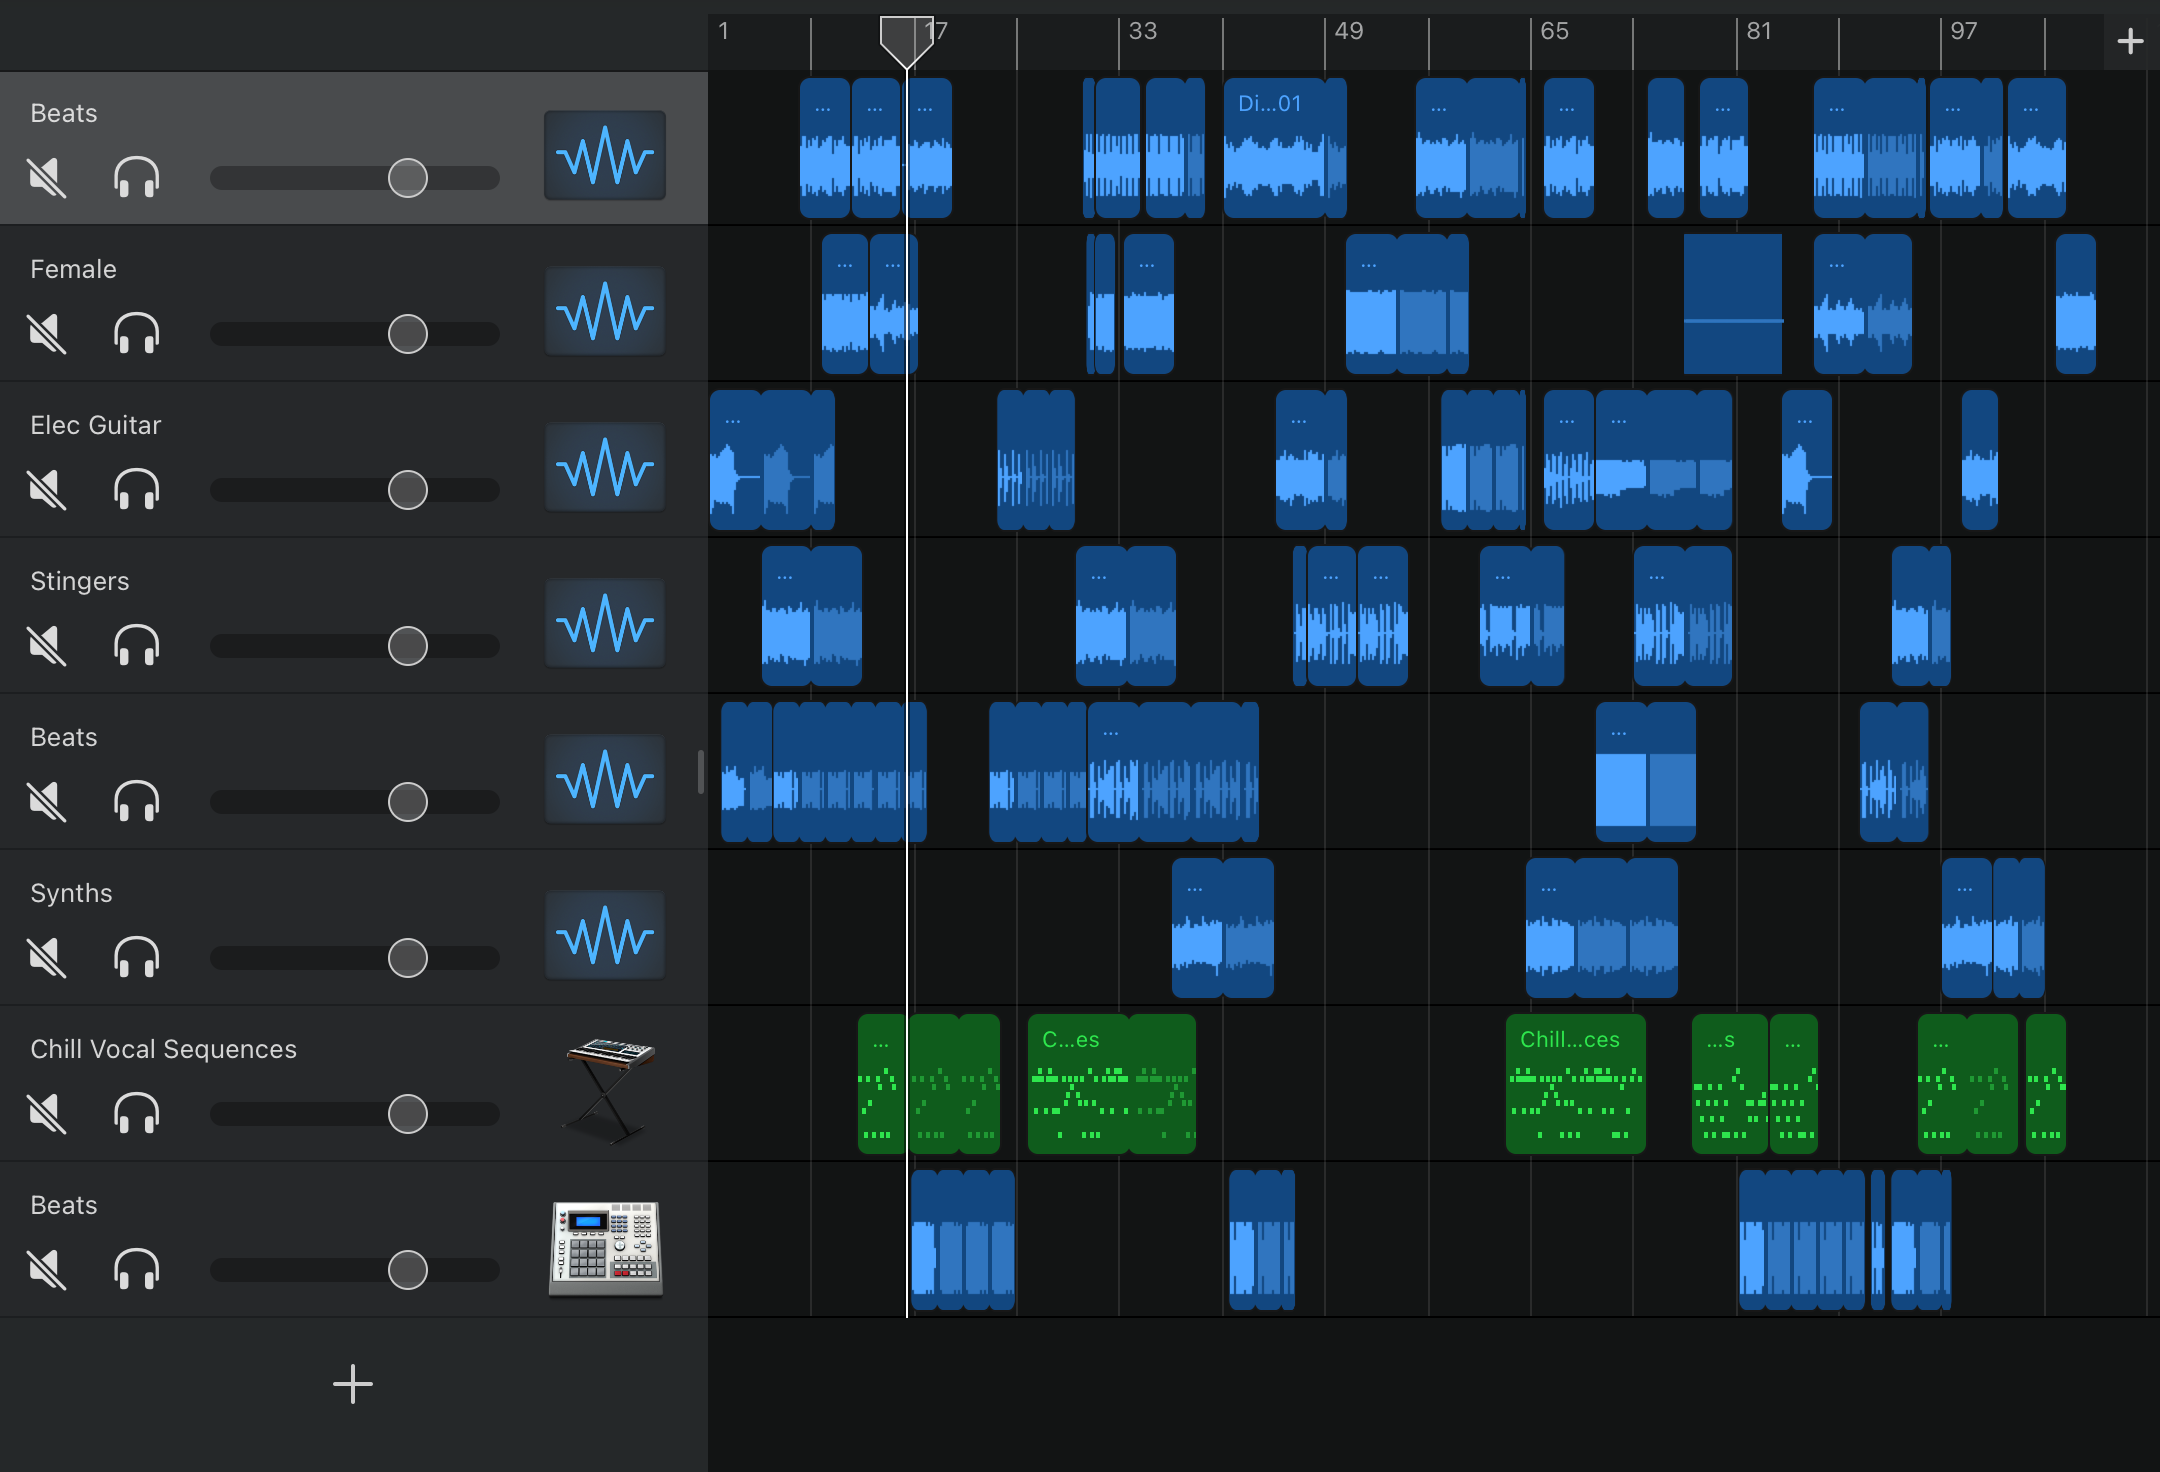 1 17 33 49 65 81 97
Beats
... ... ... Di...01 ... ... ... ... ... ...
Female
... ... ... ... ...
Elec Guitar
... ... ... ... ...
Stingers
... ... ... ... ... ...
Beats
... ...
Synths
... ... ...
Chill Vocal Sequences
... C...es Chill...ces ...s ... ...
Beats